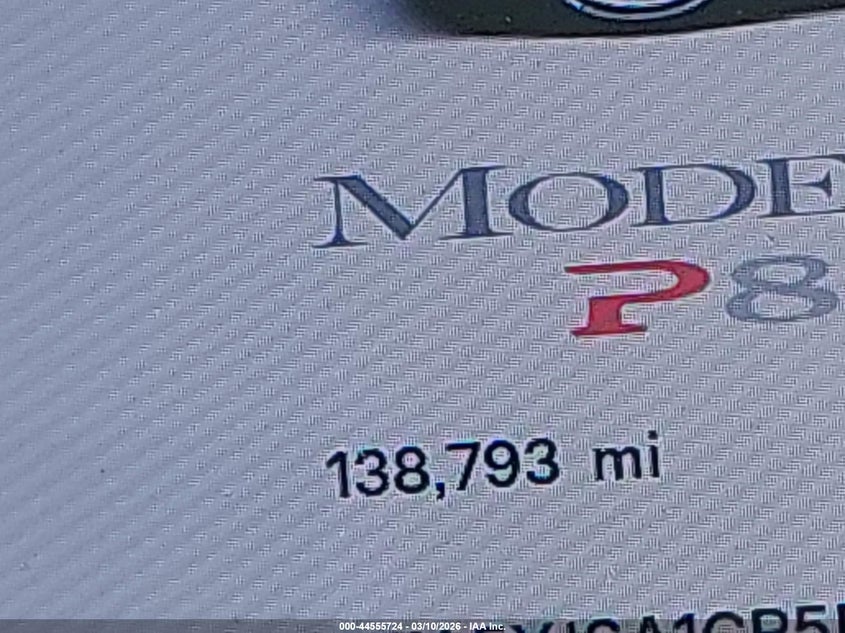 MODE
P8
138,793 mi
000-44555724 - 03/10/2026 - IAA Inc.